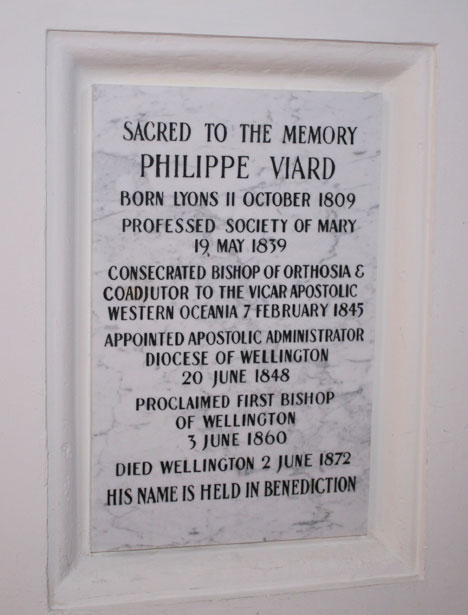 SACRED TO THE MEMORY
PHILIPPE VIARD
BORN LYONS 11 OCTOBER 1809
PROFESSED SOCIETY OF MARY
19, MAY 1839
CONSECRATED BISHOP OF ORTHOSIA &
COADJUTOR TO THE VICAR APOSTOLIC
WESTERN OCEANIA 7 FEBRUARY 1845
APPOINTED APOSTOLIC ADMINISTRATOR
DIOCESE OF WELLINGTON
20 JUNE 1848
PROCLAIMED FIRST BISHOP
OF WELLINGTON
3 JUNE 1860
DIED WELLINGTON 2 JUNE 1872
HIS NAME IS HELD IN BENEDICTION